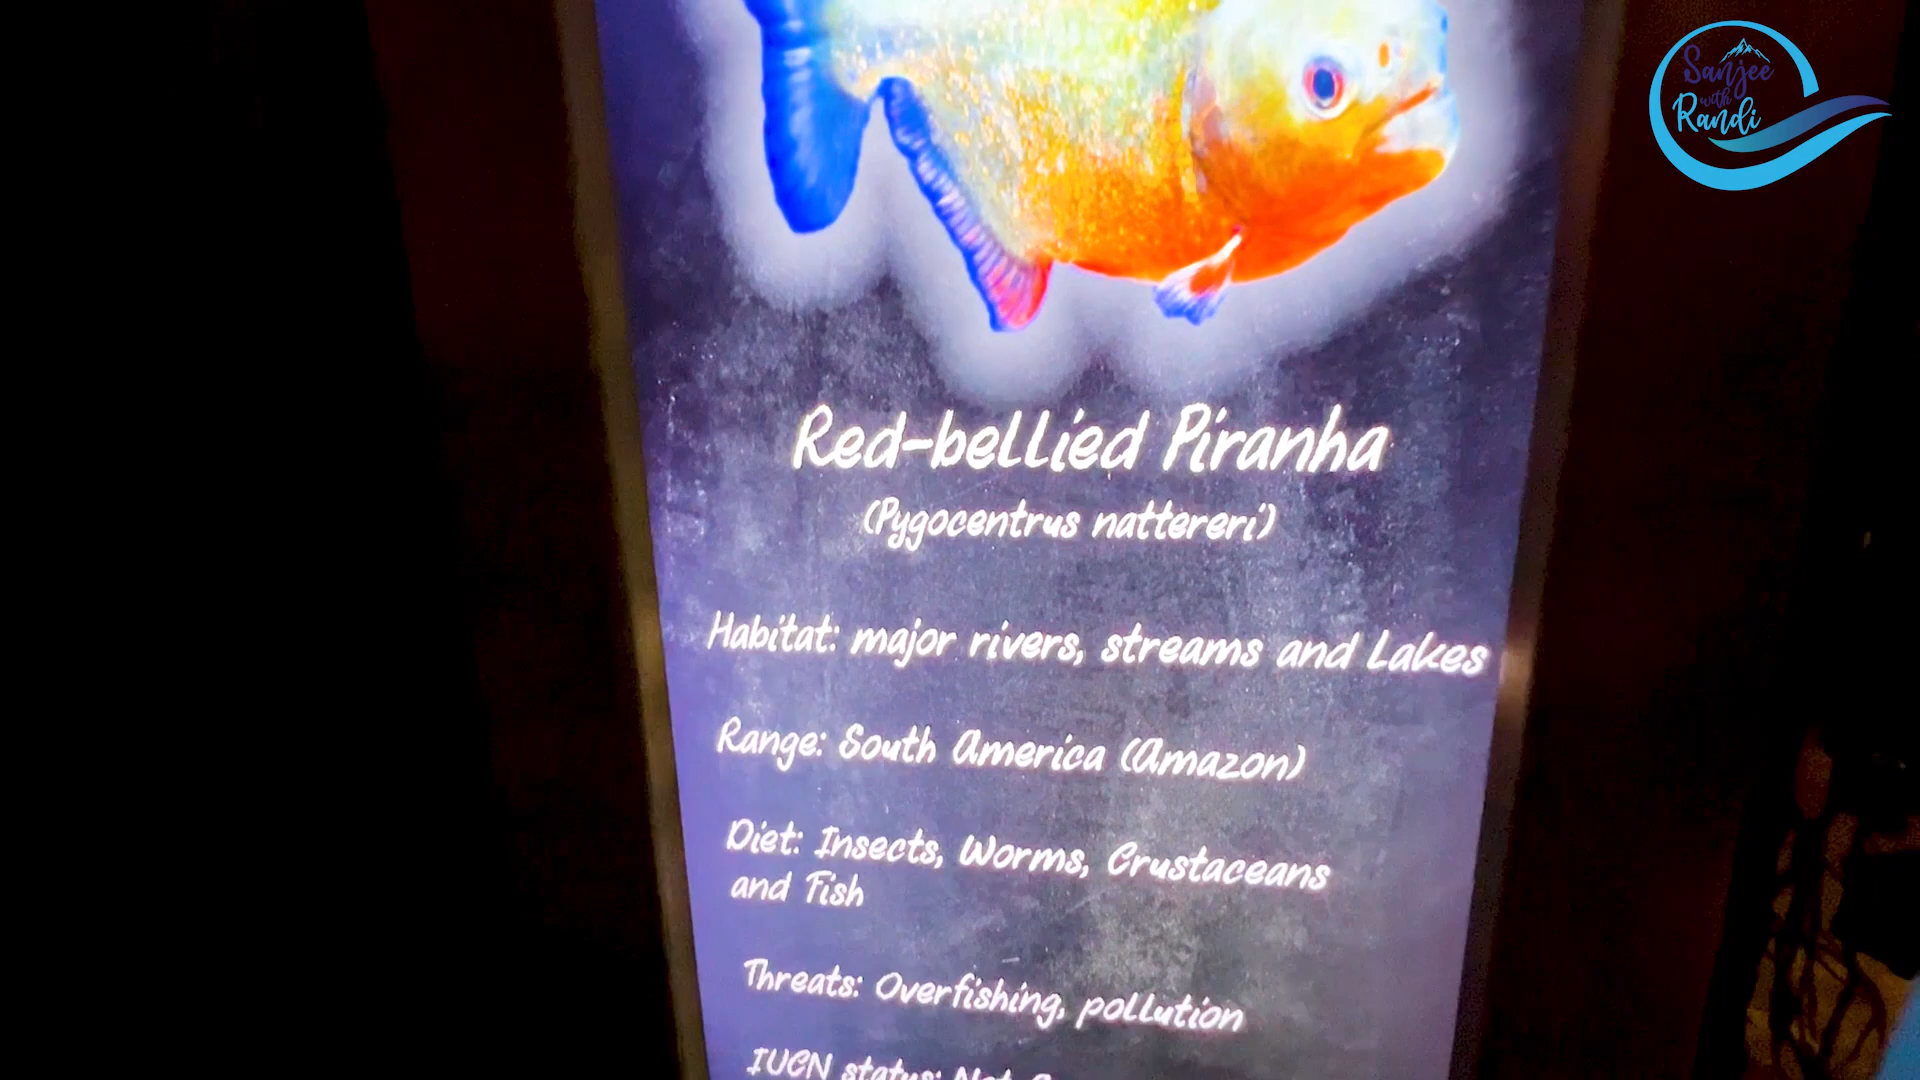 Sanjee
with
Randi
Red-bellied Piranha
(Pygocentrus nattereri)
Habitat: major rivers, streams and Lakes
Range: South America (Amazon)
Diet: Insects, Worms, Crustaceans
and Fish
Threats: Overfishing, pollution
IUCN status: Not